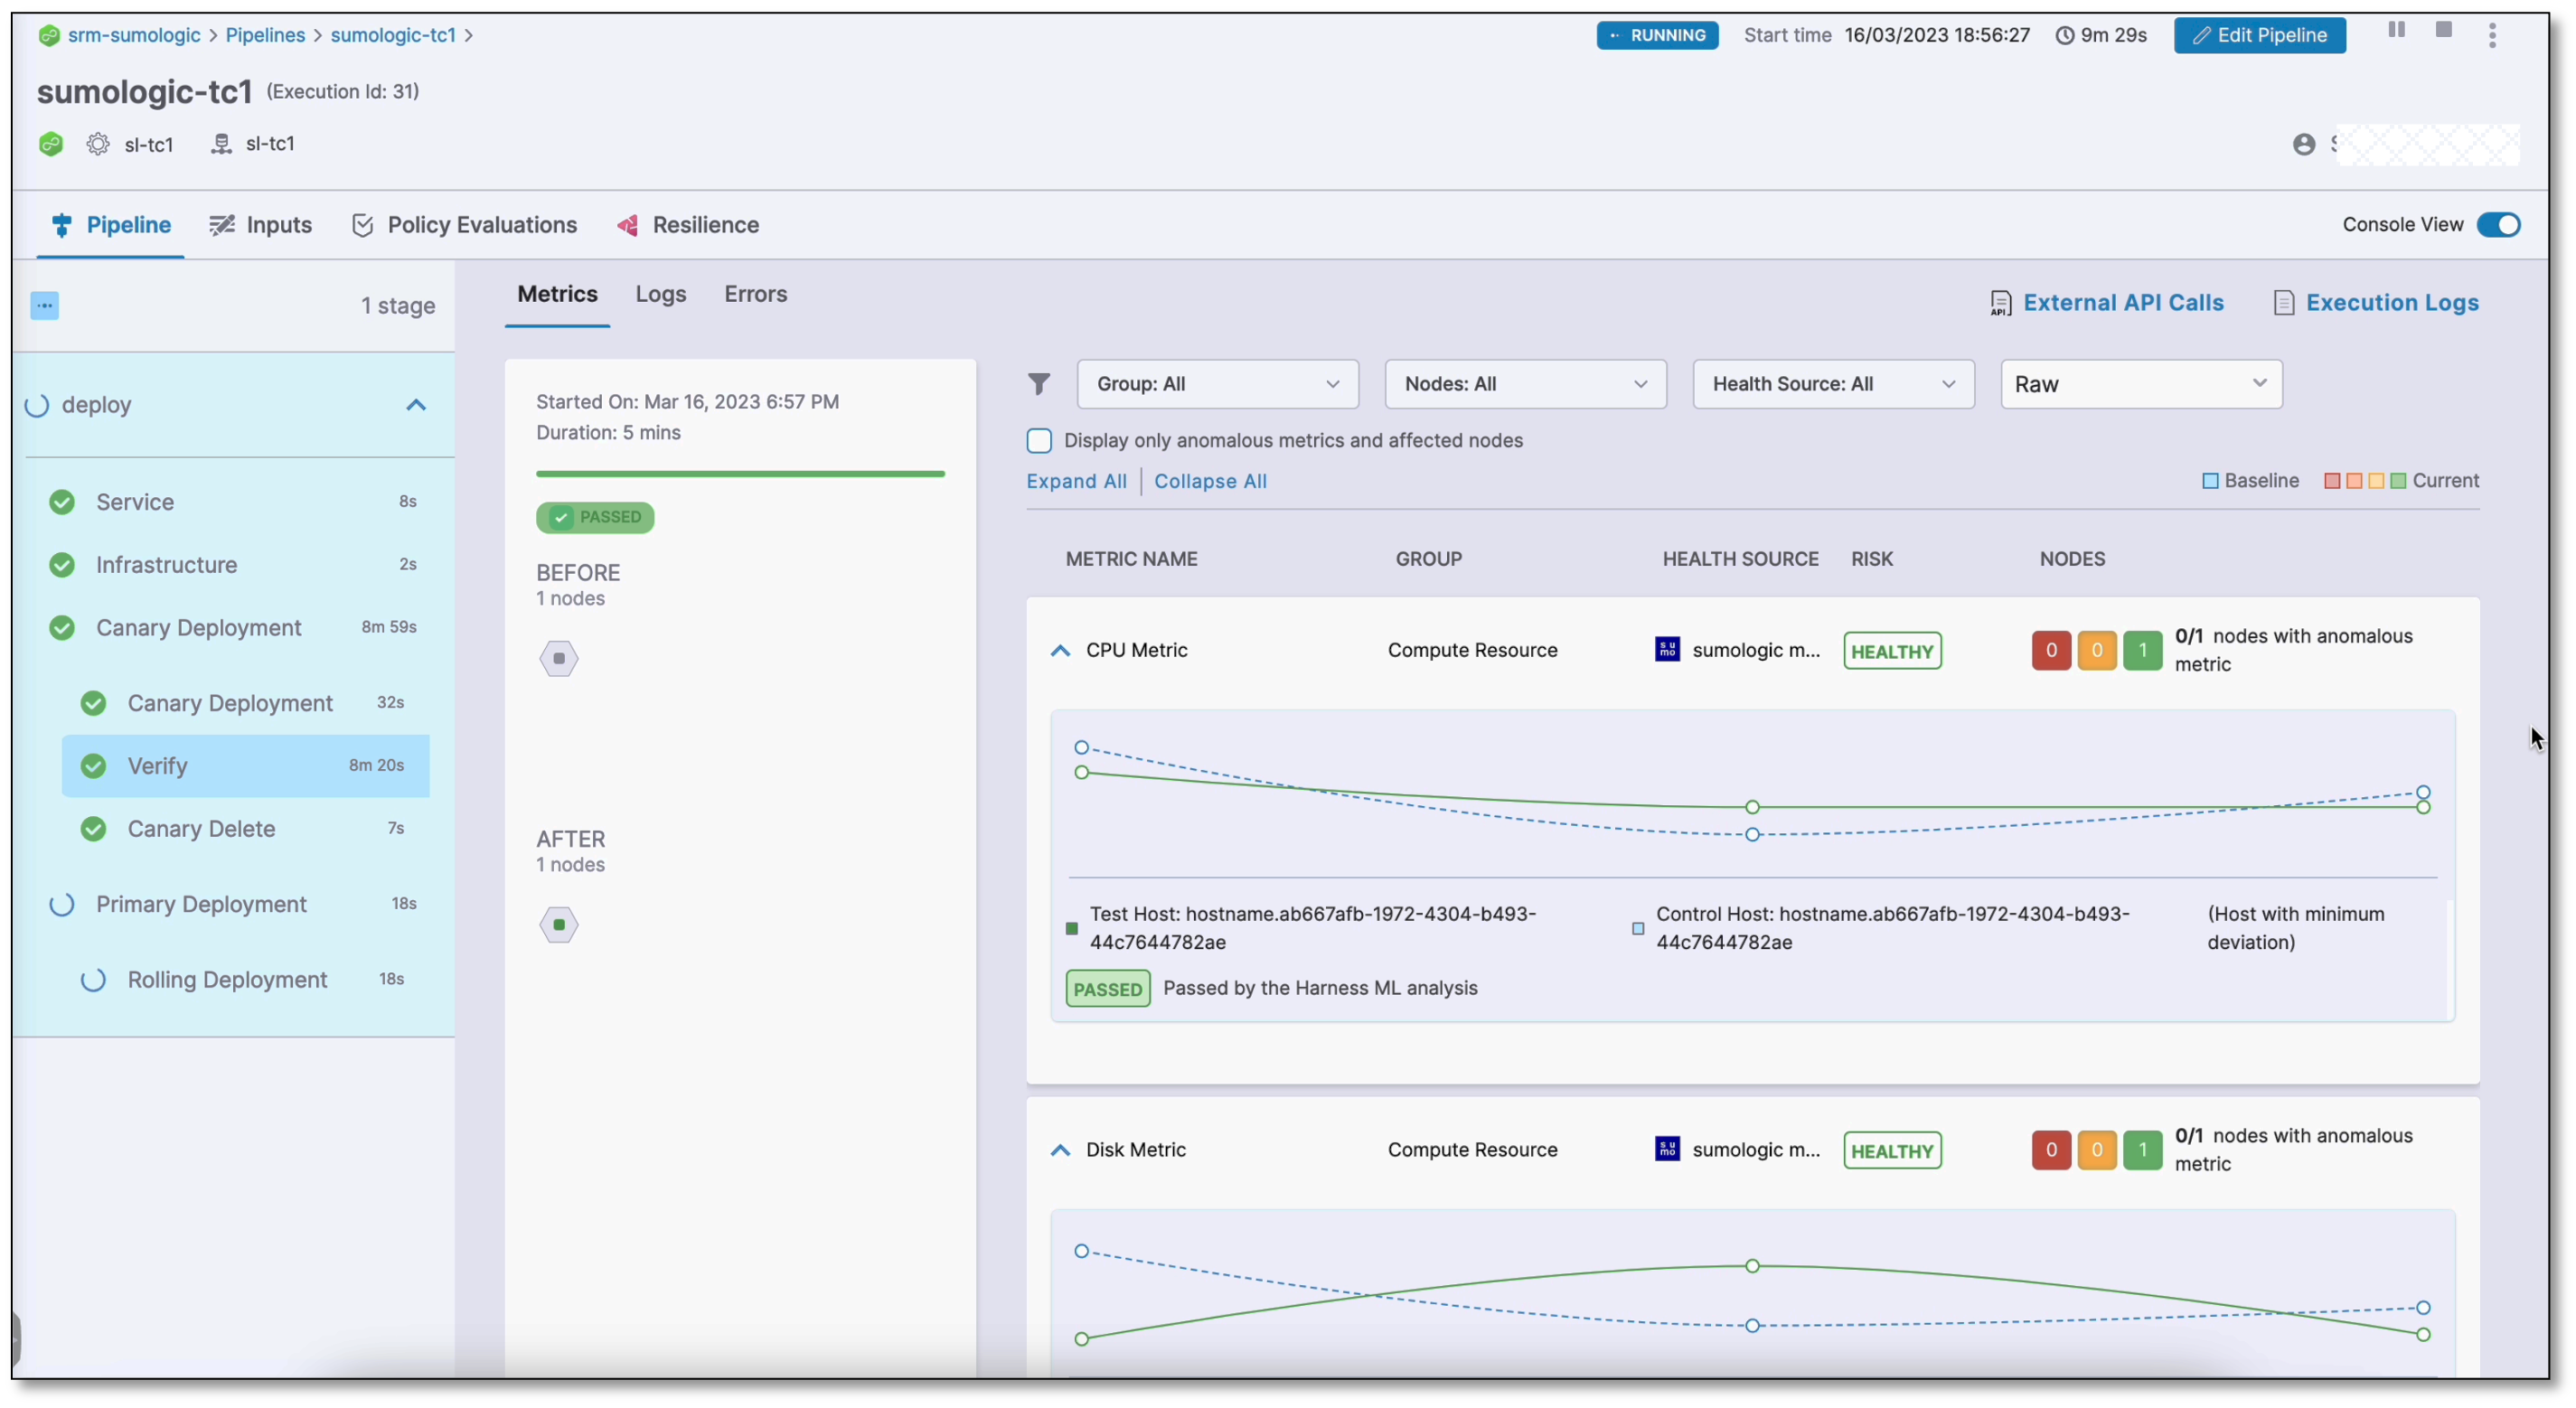 srm-sumologic > Pipelines > sumologic-tc1 >
RUNNING Start time 16/03/2023 18:56:27 9m 29s Edit Pipeline
sumologic-tc1 (Execution Id: 31)
sl-tc1 sl-tc1
Pipeline Inputs Policy Evaluations Resilience
Console View
1 stage
deploy
Service 8s
Infrastructure 2s
Canary Deployment 8m 59s
Canary Deployment 32s
Verify 8m 20s
Canary Delete 7s
Primary Deployment 18s
Rolling Deployment 18s
Metrics Logs Errors
API External API Calls Execution Logs
Started On: Mar 16, 2023 6:57 PM
Duration: 5 mins
PASSED
BEFORE
1 nodes
AFTER
1 nodes
Group: All Nodes: All Health Source: All Raw
Display only anomalous metrics and affected nodes
Expand All | Collapse All
Baseline Current
METRIC NAME GROUP HEALTH SOURCE RISK NODES
CPU Metric Compute Resource sumo sumologic m... HEALTHY 0 0 1 0/1 nodes with anomalous
metric
Test Host: hostname.ab667afb-1972-4304-b493-
44c7644782ae
Control Host: hostname.ab667afb-1972-4304-b493-
44c7644782ae
(Host with minimum
deviation)
PASSED Passed by the Harness ML analysis
Disk Metric Compute Resource sumo sumologic m... HEALTHY 0 0 1 0/1 nodes with anomalous
metric